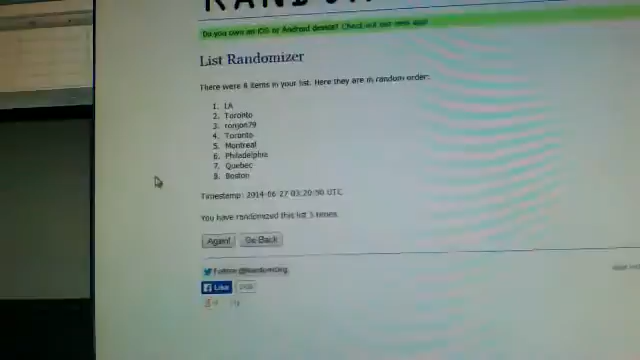 Do you own an iOS or Android device? Check out our new app!
List Randomizer
There were 8 items in your list. Here they are in random order:
1. LA
2. Toronto
3. ronjon79
4. Toronto
5. Montreal
6. Philadelphia
7. Quebec
8. Boston
Timestamp: 2014-06-27 03:20:50 UTC
You have randomized this list 5 times.
Again! Go Back
Follow @RandomOrg
Like